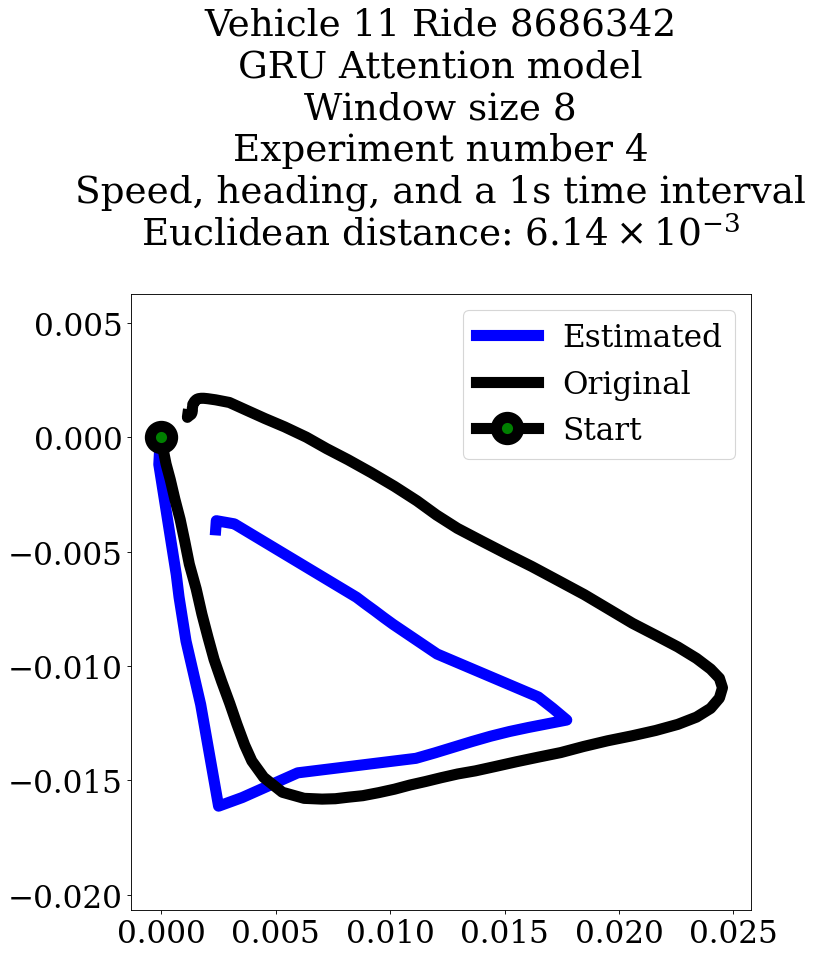 Vehicle 11 Ride 8686342
GRU Attention model
Window size 8
Experiment number 4
Speed, heading, and a 1s time interval
Euclidean distance: 6.14 × 10⁻³
Estimated
Original
Start
0.005
0.000
−0.005
−0.010
−0.015
−0.020
0.000 0.005 0.010 0.015 0.020 0.025